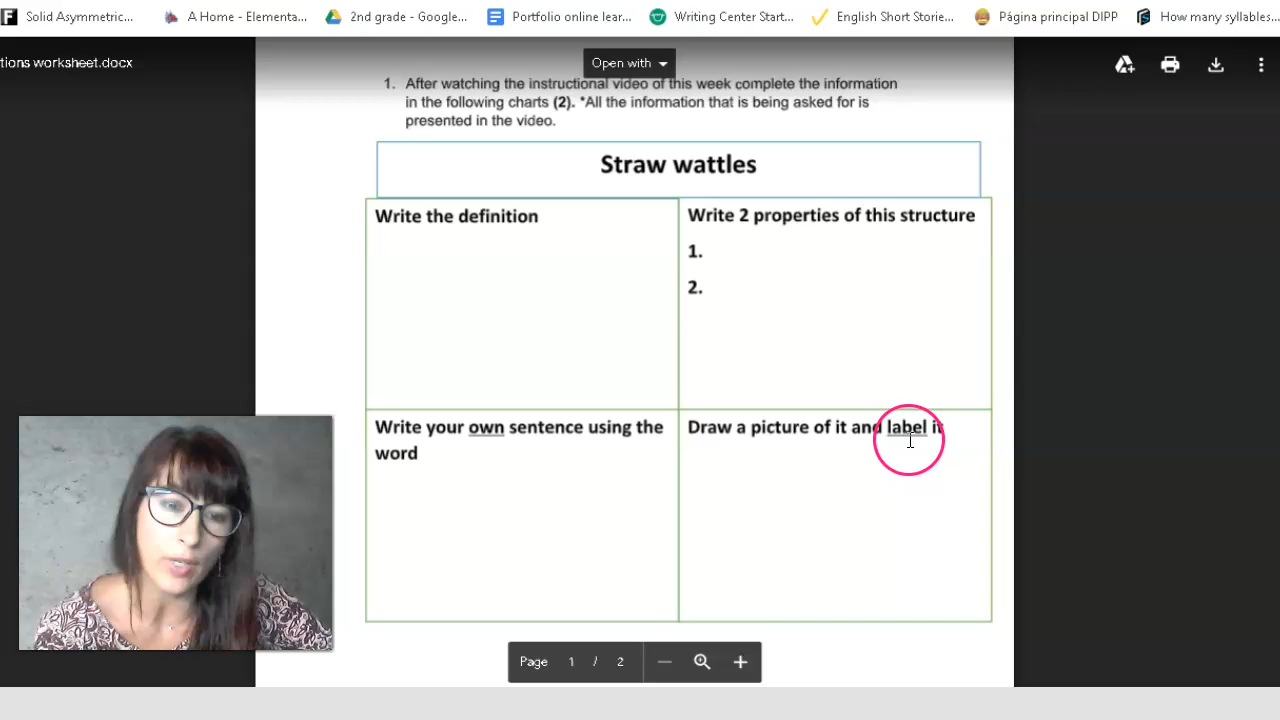 Solid Asymmetric... A Home - Elementa... 2nd grade - Google... Portfolio online lear... Writing Center Start... English Short Storie... Página principal DIPP How many syllables...
tions worksheet.docx
Open with
1. After watching the instructional video of this week complete the information
in the following charts (2). *All the information that is being asked for is
presented in the video.
Straw wattles
Write the definition
Write 2 properties of this structure
1.
2.
Write your own sentence using the
word
Draw a picture of it and label it
Page 1 / 2